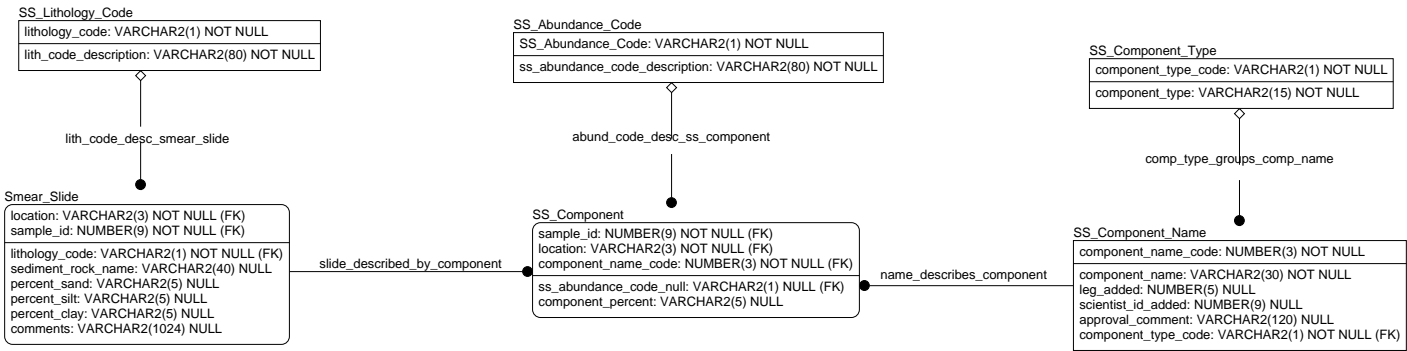 SS_Lithology_Code
lithology_code: VARCHAR2(1) NOT NULL
lith_code_description: VARCHAR2(80) NOT NULL
SS_Abundance_Code
SS_Abundance_Code: VARCHAR2(1) NOT NULL
ss_abundance_code_description: VARCHAR2(80) NOT NULL
SS_Component_Type
component_type_code: VARCHAR2(1) NOT NULL
component_type: VARCHAR2(15) NOT NULL
lith_code_desc_smear_slide
abund_code_desc_ss_component
comp_type_groups_comp_name
Smear_Slide
location: VARCHAR2(3) NOT NULL (FK)
sample_id: NUMBER(9) NOT NULL (FK)
lithology_code: VARCHAR2(1) NOT NULL (FK)
sediment_rock_name: VARCHAR2(40) NULL
percent_sand: VARCHAR2(5) NULL
percent_silt: VARCHAR2(5) NULL
percent_clay: VARCHAR2(5) NULL
comments: VARCHAR2(1024) NULL
slide_described_by_component
SS_Component
sample_id: NUMBER(9) NOT NULL (FK)
location: VARCHAR2(3) NOT NULL (FK)
component_name_code: NUMBER(3) NOT NULL (FK)
ss_abundance_code_null: VARCHAR2(1) NULL (FK)
component_percent: VARCHAR2(5) NULL
name_describes_component
SS_Component_Name
component_name_code: NUMBER(3) NOT NULL
component_name: VARCHAR2(30) NOT NULL
leg_added: NUMBER(5) NULL
scientist_id_added: NUMBER(9) NULL
approval_comment: VARCHAR2(120) NULL
component_type_code: VARCHAR2(1) NOT NULL (FK)